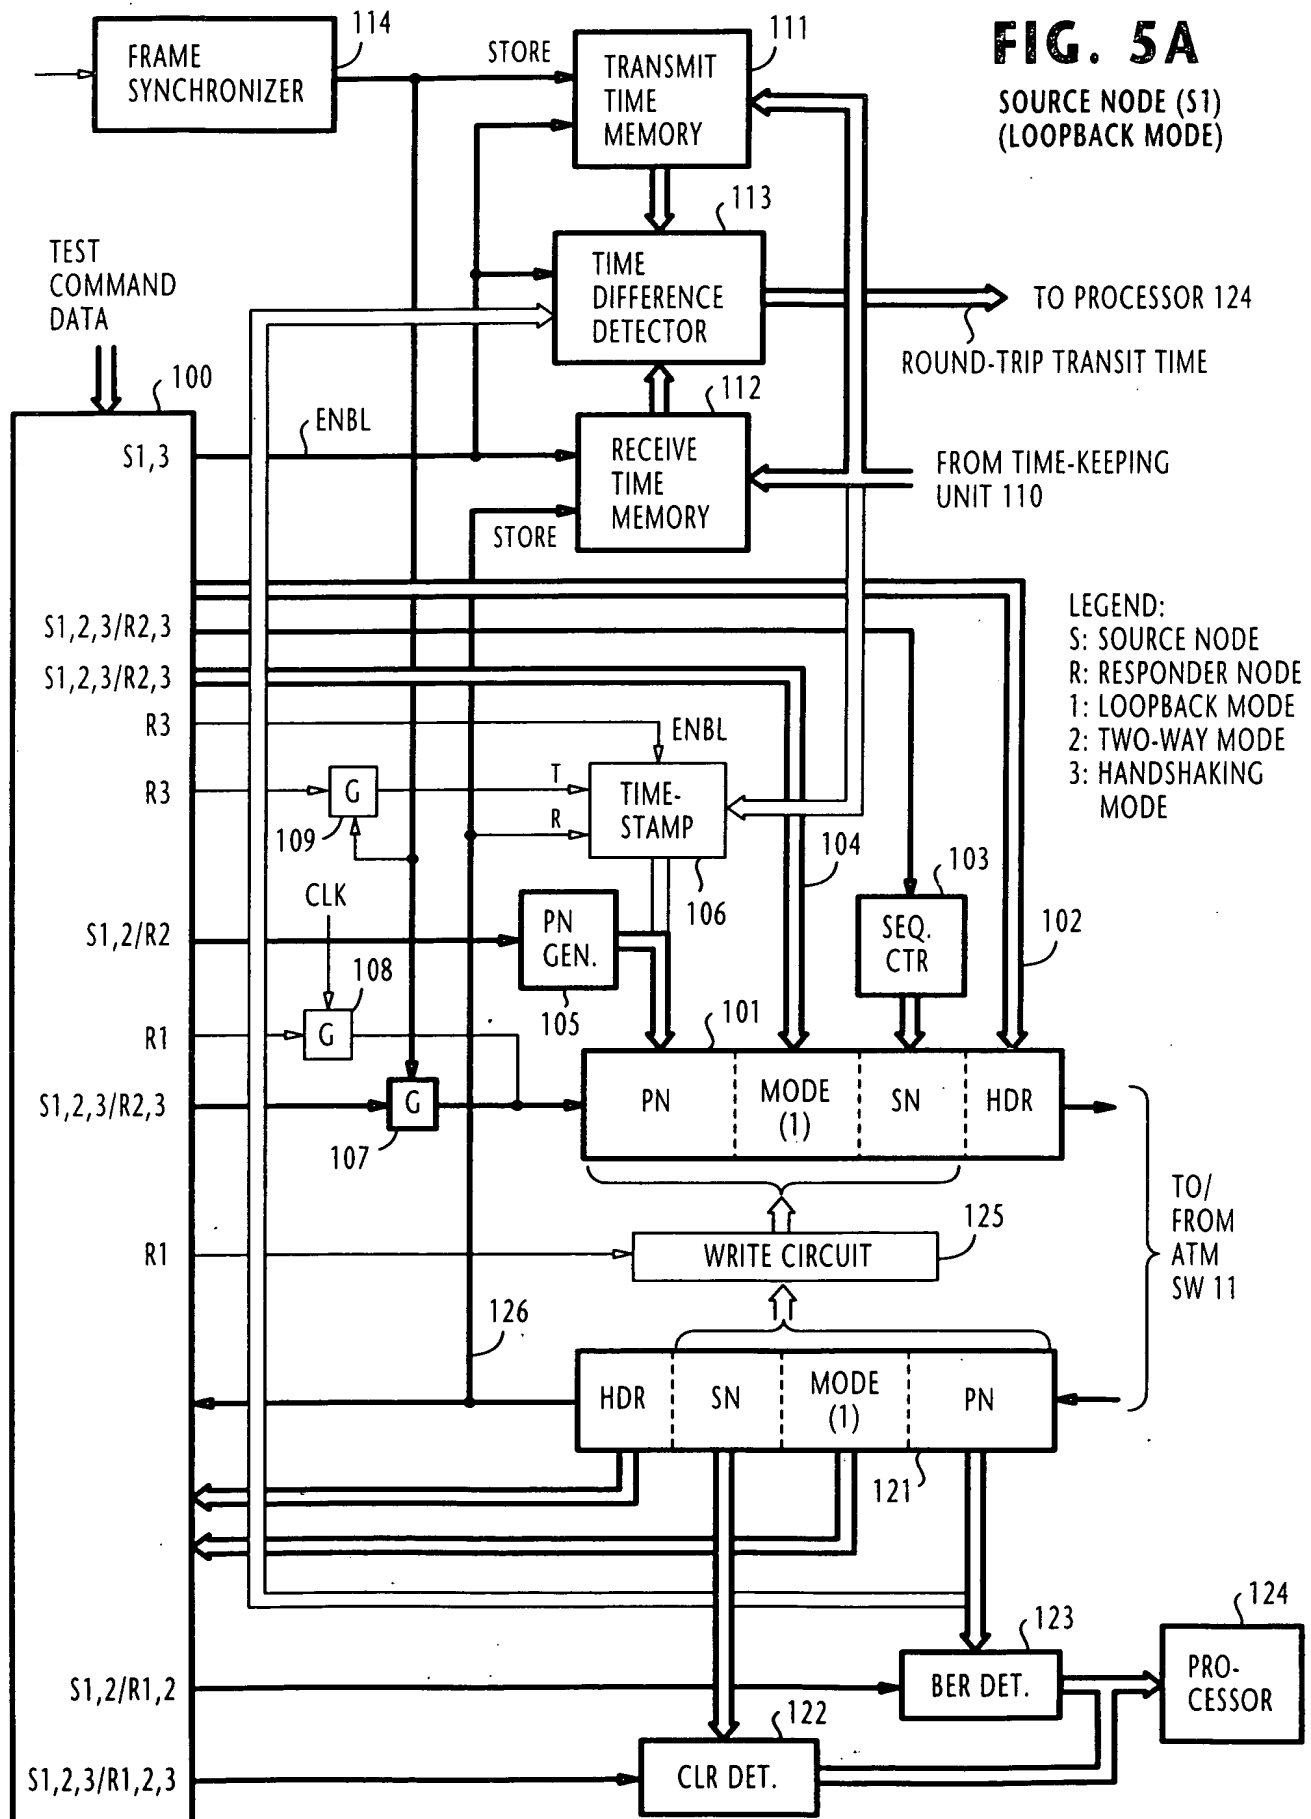 FIG. 5A
SOURCE NODE (S1)
(LOOPBACK MODE)
114
FRAME
SYNCHRONIZER
STORE
111
TRANSMIT
TIME
MEMORY
113
TIME
DIFFERENCE
DETECTOR
TO PROCESSOR 124
ROUND-TRIP TRANSIT TIME
TEST
COMMAND
DATA
100
S1,3
ENBL
112
RECEIVE
TIME
MEMORY
STORE
FROM TIME-KEEPING
UNIT 110
S1,2,3/R2,3
S1,2,3/R2,3
R3
ENBL
R3
G
109
T
R
TIME-
STAMP
106
104
LEGEND:
S: SOURCE NODE
R: RESPONDER NODE
1: LOOPBACK MODE
2: TWO-WAY MODE
3: HANDSHAKING
MODE
103
SEQ.
CTR
102
CLK
S1,2/R2
PN
GEN.
105
108
R1
G
101
S1,2,3/R2,3
G
107
PN
MODE
(1)
SN
HDR
R1
WRITE CIRCUIT
125
TO/
FROM
ATM
SW 11
126
HDR
SN
MODE
(1)
PN
121
123
124
S1,2/R1,2
BER DET.
PRO-
CESSOR
122
S1,2,3/R1,2,3
CLR DET.